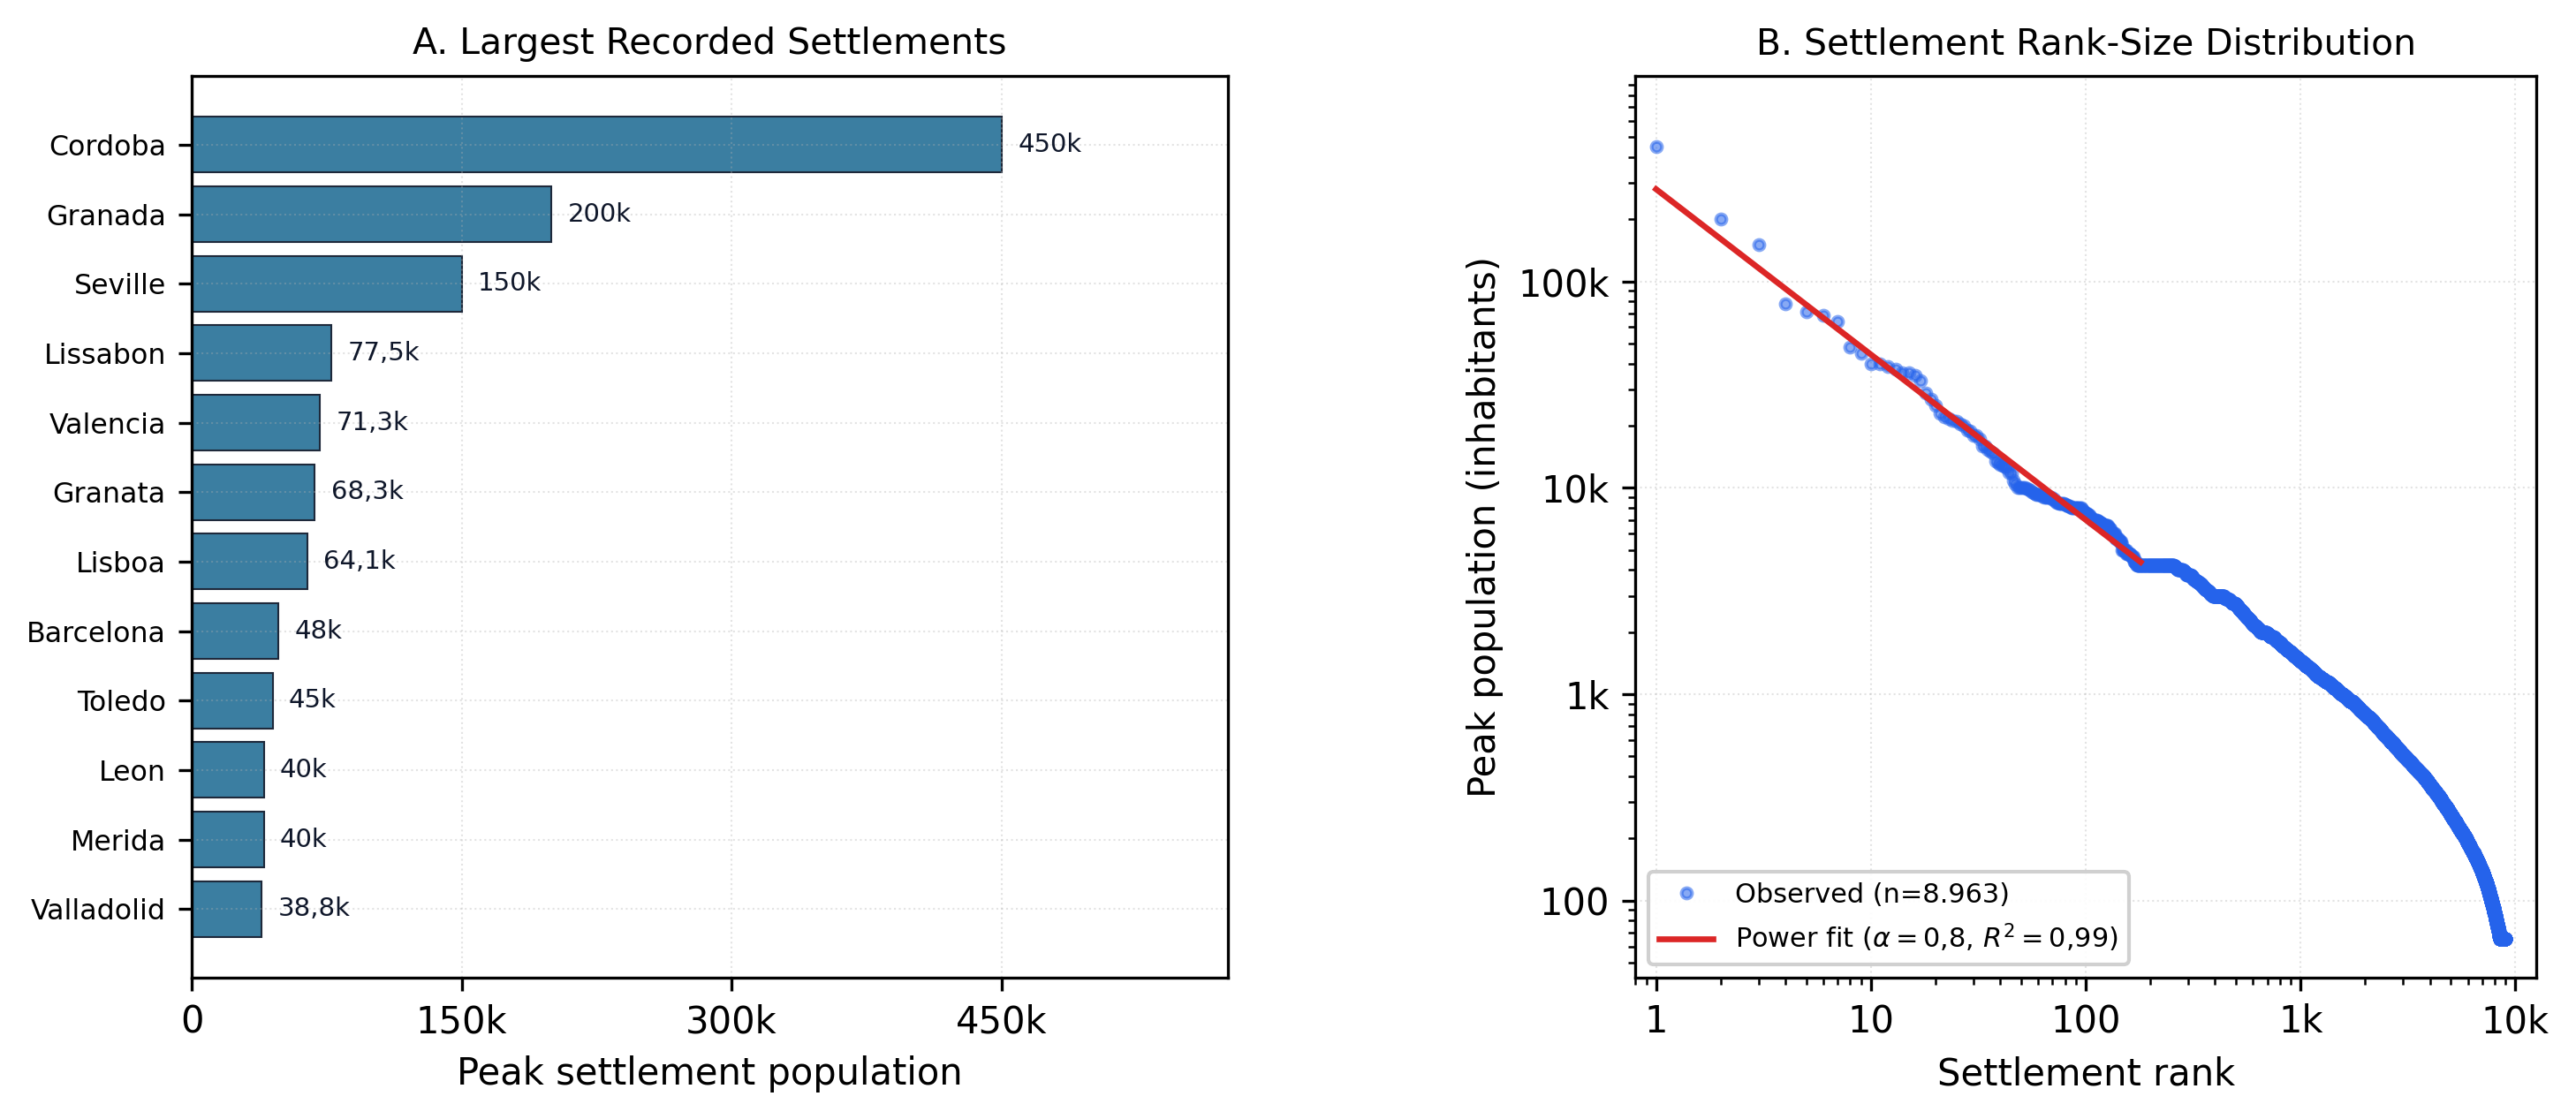 A. Largest Recorded Settlements
Cordoba
450k
Granada
200k
Seville
150k
Lissabon
77,5k
Valencia
71,3k
Granata
68,3k
Lisboa
64,1k
Barcelona
48k
Toledo
45k
Leon
40k
Merida
40k
Valladolid
38,8k
0
150k
300k
450k
Peak settlement population
B. Settlement Rank-Size Distribution
Peak population (inhabitants)
100k
10k
1k
100
Observed (n=8.963)
Power fit (α = 0,8, R² = 0,99)
1
10
100
1k
10k
Settlement rank